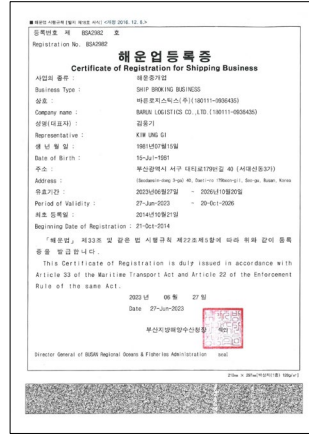 ■ 해운법 시행규칙 [별지 제18호 서식] <개정 2016. 12. 8.>
등록번호 제 BSA2982 호
Registration No. BSA2982
해운업등록증
Certificate of Registration for Shipping Business
사업의 종류 : 해운중개업
Business Type : SHIP BROKING BUSINESS
상호 : 바른로지스틱스(주)(180111-0936435)
Company name : BARUN LOGISTICS CO.,LTD.(180111-0936435)
성명(대표자) : 김웅기
Representative : KIM UNG GI
생 년 월 일 : 1981년07월16일
Date of Birth : 16-Jul-1981
주소 : 부산광역시 서구 대티로179번길 40 (서대신동3가)
Address : (Seodaesin-dong 3-ga) 40, Daeti-ro 179beon-gil, Seo-gu, Busan, Korea
유효기간 : 2023년06월27일 - 2026년10월20일
Period of Validity : 27-Jun-2023 - 20-Oct-2026
최초 등록일 : 2014년10월21일
Beginning Date of Registration : 21-Oct-2014
「해운법」 제33조 및 같은 법 시행규칙 제22조제5항에 따라 위와 같이 등록
증을 발급합니다.
This Certificate of Registration is duly issued in accordance with
Article 33 of the Maritime Transport Act and Article 22 of the Enforcement
Rule of the same Act.
2023 년 06 월 27 일
Date 27-Jun-2023
부산지방해양수산청장
Director General of BUSAN Regional Oceans & Fisheries Administration seal